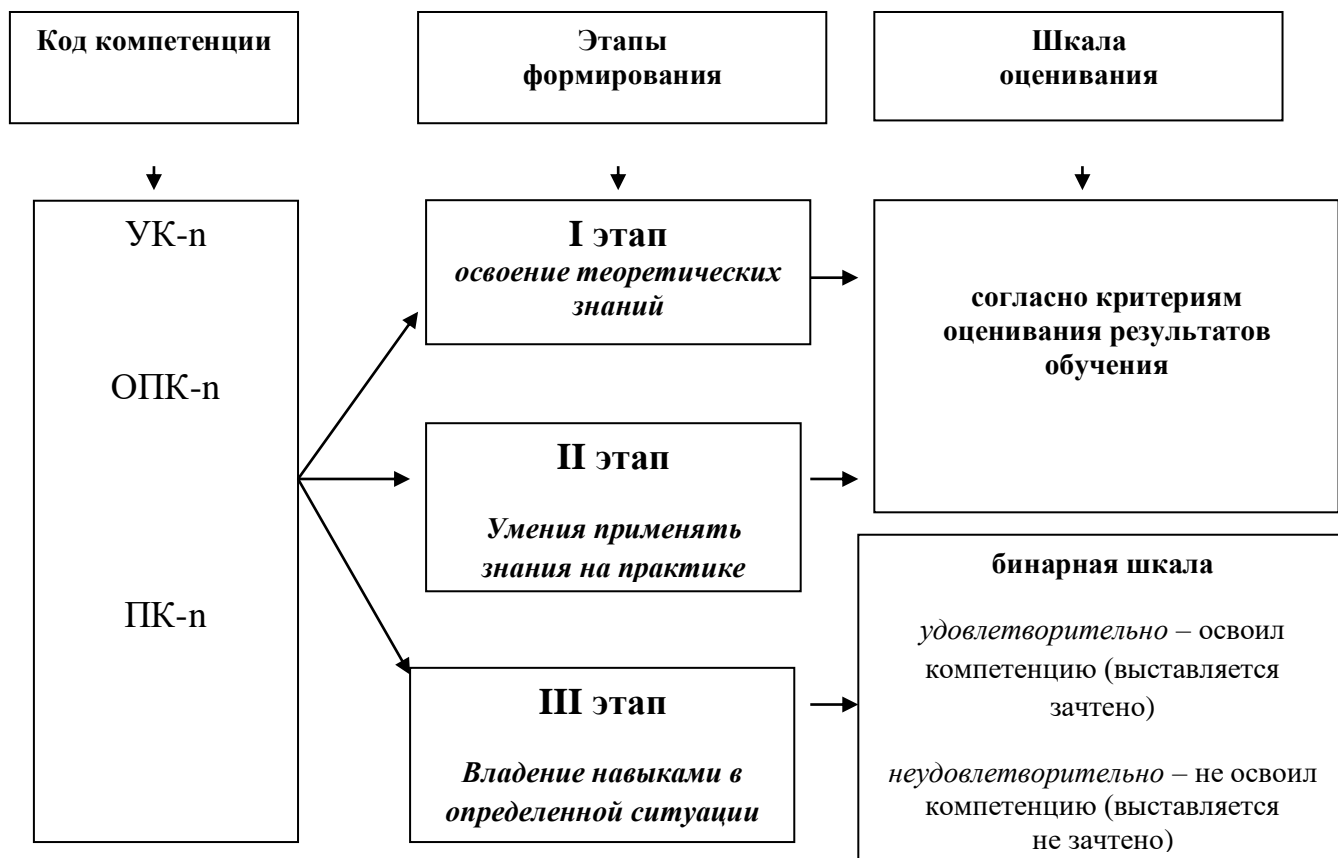 Код компетенции
Этапы
формирования
Шкала
оценивания
УК-n
ОПК-n
ПК-n
I этап
освоение теоретических
знаний
II этап
Умения применять
знания на практике
III этап
Владение навыками в
определенной ситуации
согласно критериям
оценивания результатов
обучения
бинарная шкала
удовлетворительно – освоил
компетенцию (выставляется
зачтено)
неудовлетворительно – не освоил
компетенцию (выставляется
не зачтено)